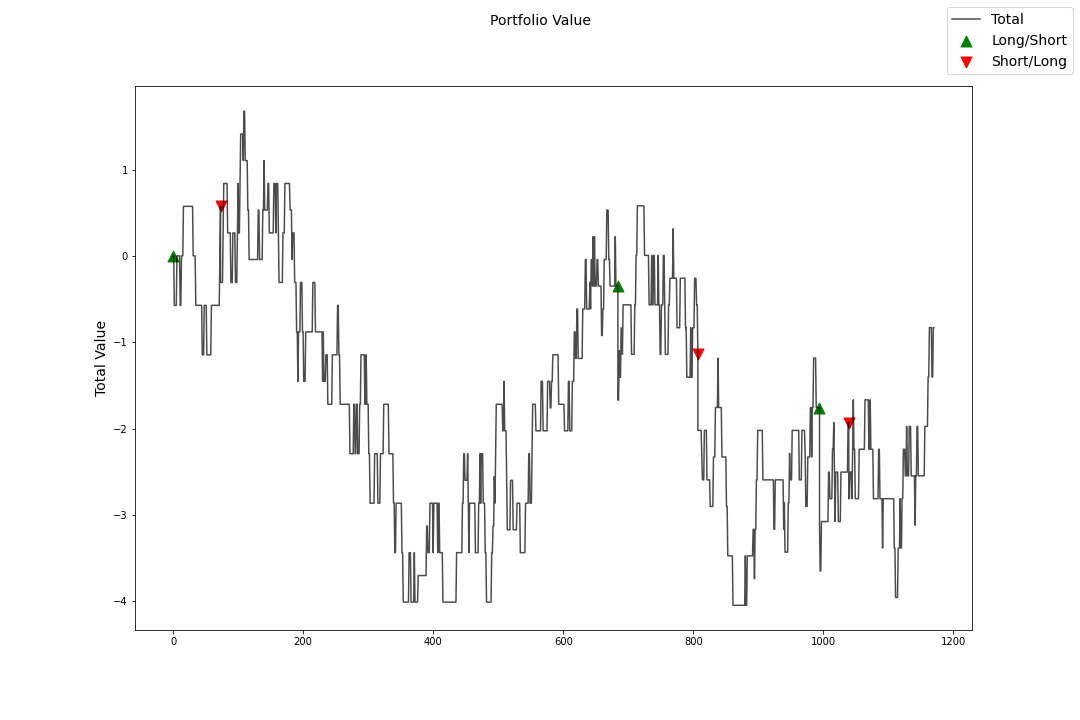 Portfolio Value
Total
Long/Short
Short/Long
Total Value
1
0
−1
−2
−3
−4
0
200
400
600
800
1000
1200